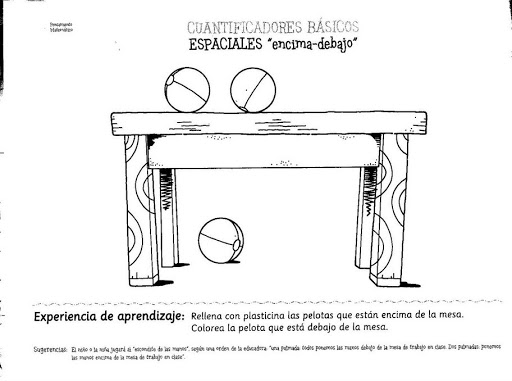 Pensamiento
Matemático
CUANTIFICADORES BÁSICOS
ESPACIALES "encima-debajo"
Experiencia de aprendizaje: Rellena con plasticina las pelotas que están encima de la mesa.
Colorea la pelota que está debajo de la mesa.
Sugerencias: El niño o la niña jugará al "escondite de las manos", según una orden de la educadora: "una palmada, todos ponemos las manos debajo de la mesa de trabajo en clase. Dos palmadas, ponemos
las manos encima de la mesa de trabajo en clase".